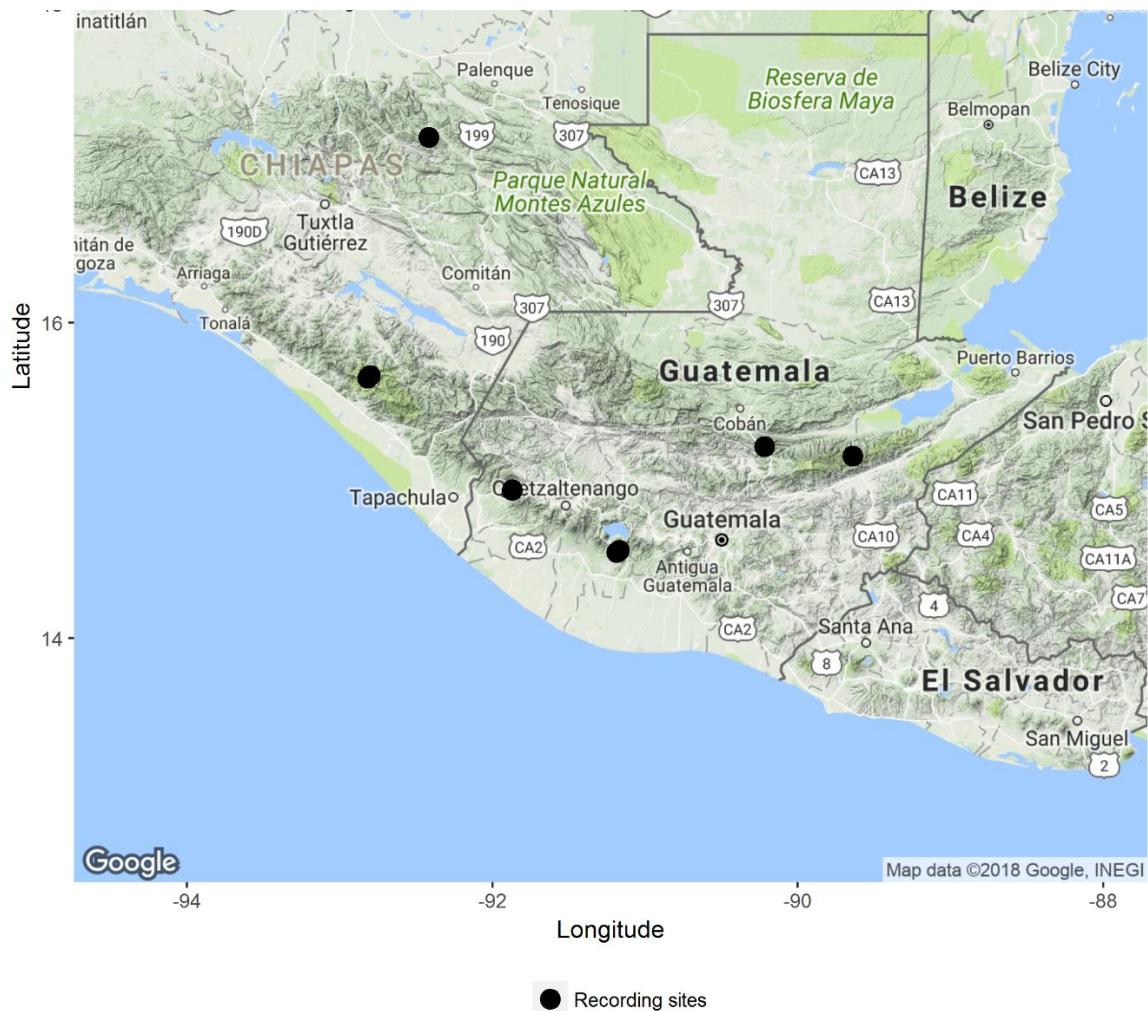 inatitlán
Palenque
Tenosique
Reserva de
Biosfera Maya
Belize City
Belmopan
199
307
CHIAPAS
Parque Natural
Montes Azules
CA13
Belize
190D
Tuxtla
Gutiérrez
mitán de
goza
Arriaga
Comitán
Tonalá
307
307
CA13
190
16
Latitude
Puerto Barrios
Guatemala
Cobán
San Pedro S
Tapachula
etzaltenango
CA11
CA5
Guatemala
CA2
CA10
CA4
CA11A
Antigua
Guatemala
CA7
4
14
CA2
Santa Ana
8
El Salvador
San Miguel
2
Google
Map data ©2018 Google, INEGI
-94
-92
-90
-88
Longitude
Recording sites